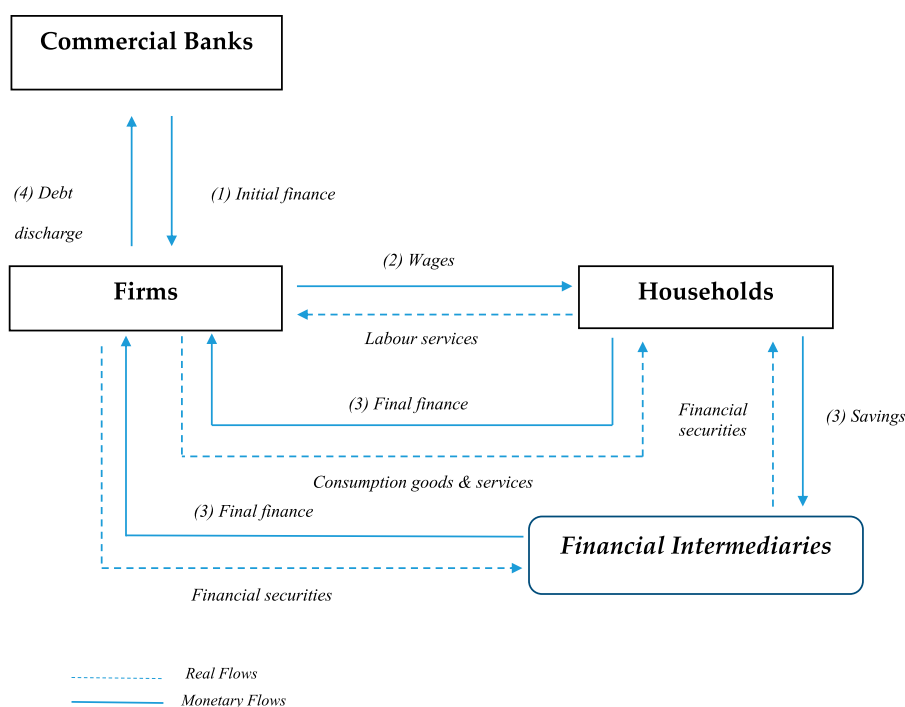 Commercial Banks
(4) Debt
discharge
(1) Initial finance
(2) Wages
Firms
Households
Labour services
(3) Final finance
Financial
securities
(3) Savings
Consumption goods & services
(3) Final finance
Financial Intermediaries
Financial securities
Real Flows
Monetary Flows